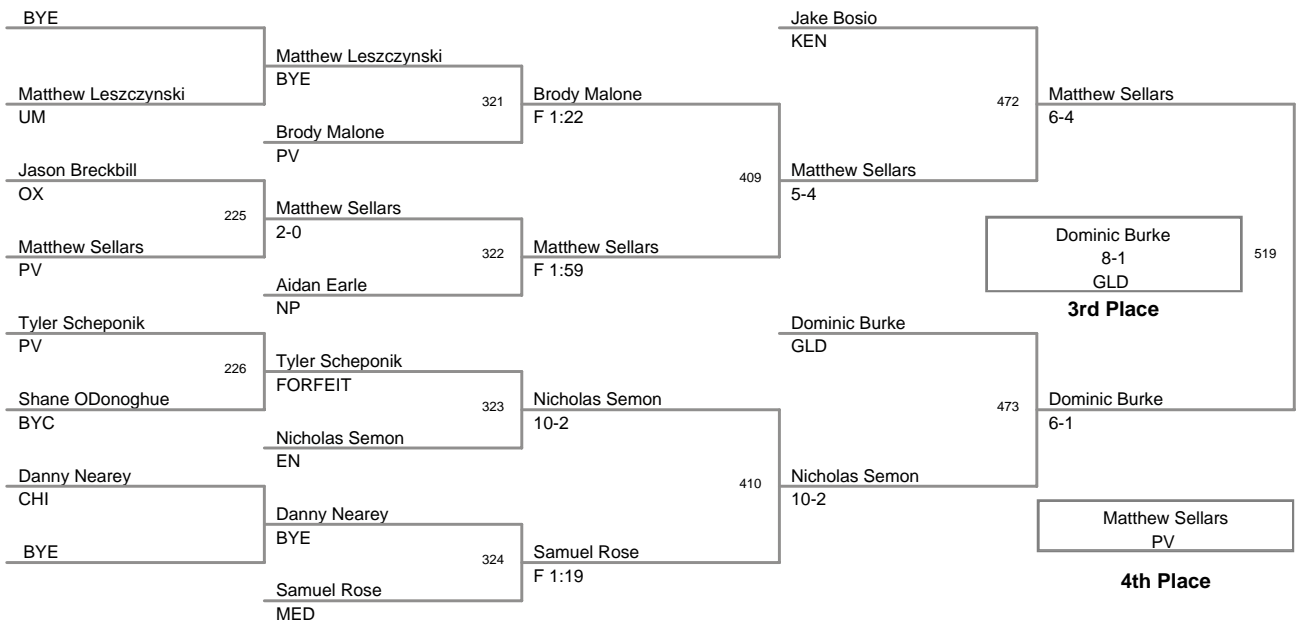 BYE
Matthew Leszczynski
UM
Jason Breckbill
OX
225
Matthew Sellars
PV
Tyler Scheponik
PV
226
Shane ODonoghue
BYC
Danny Nearey
CHI
BYE
Matthew Leszczynski
BYE
321
Brody Malone
PV
Matthew Sellars
2-0
322
Aidan Earle
NP
Tyler Scheponik
FORFEIT
323
Nicholas Semon
EN
Danny Nearey
BYE
324
Samuel Rose
MED
Brody Malone
F 1:22
409
Matthew Sellars
F 1:59
Nicholas Semon
10-2
410
Samuel Rose
F 1:19
Jake Bosio
KEN
472
Matthew Sellars
5-4
Dominic Burke
GLD
473
Nicholas Semon
10-2
Matthew Sellars
6-4
519
Dominic Burke
6-1
Dominic Burke
8-1
GLD
3rd Place
Matthew Sellars
PV
4th Place